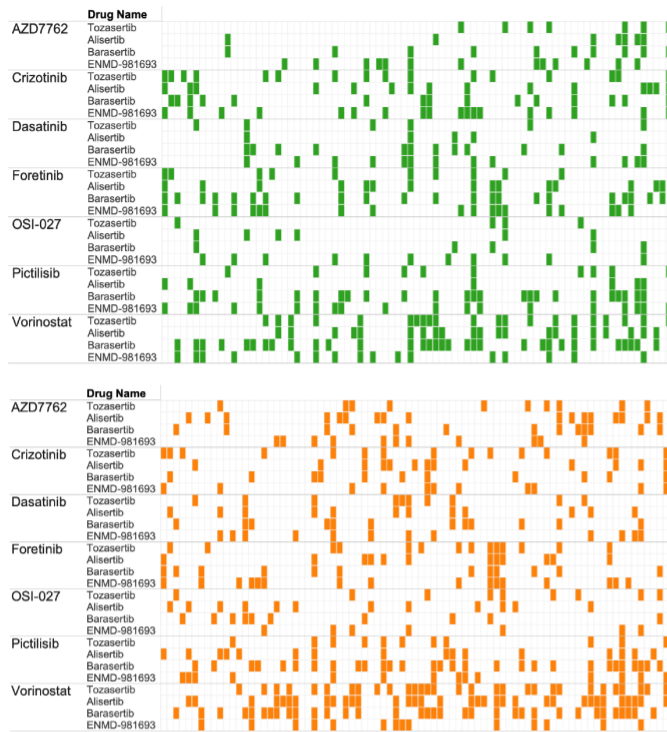 Drug Name
AZD7762 Tozasertib
Alisertib
Barasertib
ENMD-981693
Crizotinib Tozasertib
Alisertib
Barasertib
ENMD-981693
Dasatinib Tozasertib
Alisertib
Barasertib
ENMD-981693
Foretinib Tozasertib
Alisertib
Barasertib
ENMD-981693
OSI-027 Tozasertib
Alisertib
Barasertib
ENMD-981693
Pictilisib Tozasertib
Alisertib
Barasertib
ENMD-981693
Vorinostat Tozasertib
Alisertib
Barasertib
ENMD-981693
Drug Name
AZD7762 Tozasertib
Alisertib
Barasertib
ENMD-981693
Crizotinib Tozasertib
Alisertib
Barasertib
ENMD-981693
Dasatinib Tozasertib
Alisertib
Barasertib
ENMD-981693
Foretinib Tozasertib
Alisertib
Barasertib
ENMD-981693
OSI-027 Tozasertib
Alisertib
Barasertib
ENMD-981693
Pictilisib Tozasertib
Alisertib
Barasertib
ENMD-981693
Vorinostat Tozasertib
Alisertib
Barasertib
ENMD-981693